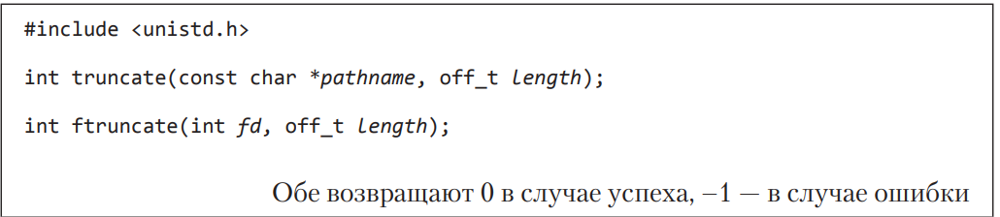 #include <unistd.h>
int truncate(const char *pathname, off_t length);
int ftruncate(int fd, off_t length);
Обе возвращают 0 в случае успеха, –1 — в случае ошибки